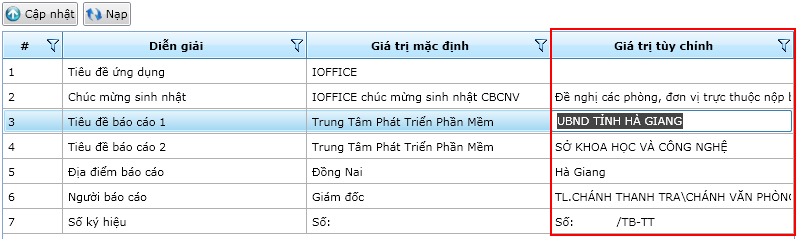 Cập nhật Nạp
# Diễn giải Giá trị mặc định Giá trị tùy chỉnh
1 Tiêu đề ứng dụng IOFFICE
2 Chúc mừng sinh nhật IOFFICE chúc mừng sinh nhật CBCNV Đề nghị các phòng, đơn vị trực thuộc nộp
3 Tiêu đề báo cáo 1 Trung Tâm Phát Triển Phần Mềm UBND TỈNH HÀ GIANG
4 Tiêu đề báo cáo 2 Trung Tâm Phát Triển Phần Mềm SỞ KHOA HỌC VÀ CÔNG NGHỆ
5 Địa điểm báo cáo Đồng Nai Hà Giang
6 Người báo cáo Giám đốc TL.CHÁNH THANH TRA\CHÁNH VĂN PHÒNG
7 Số ký hiệu Số: Số: /TB-TT